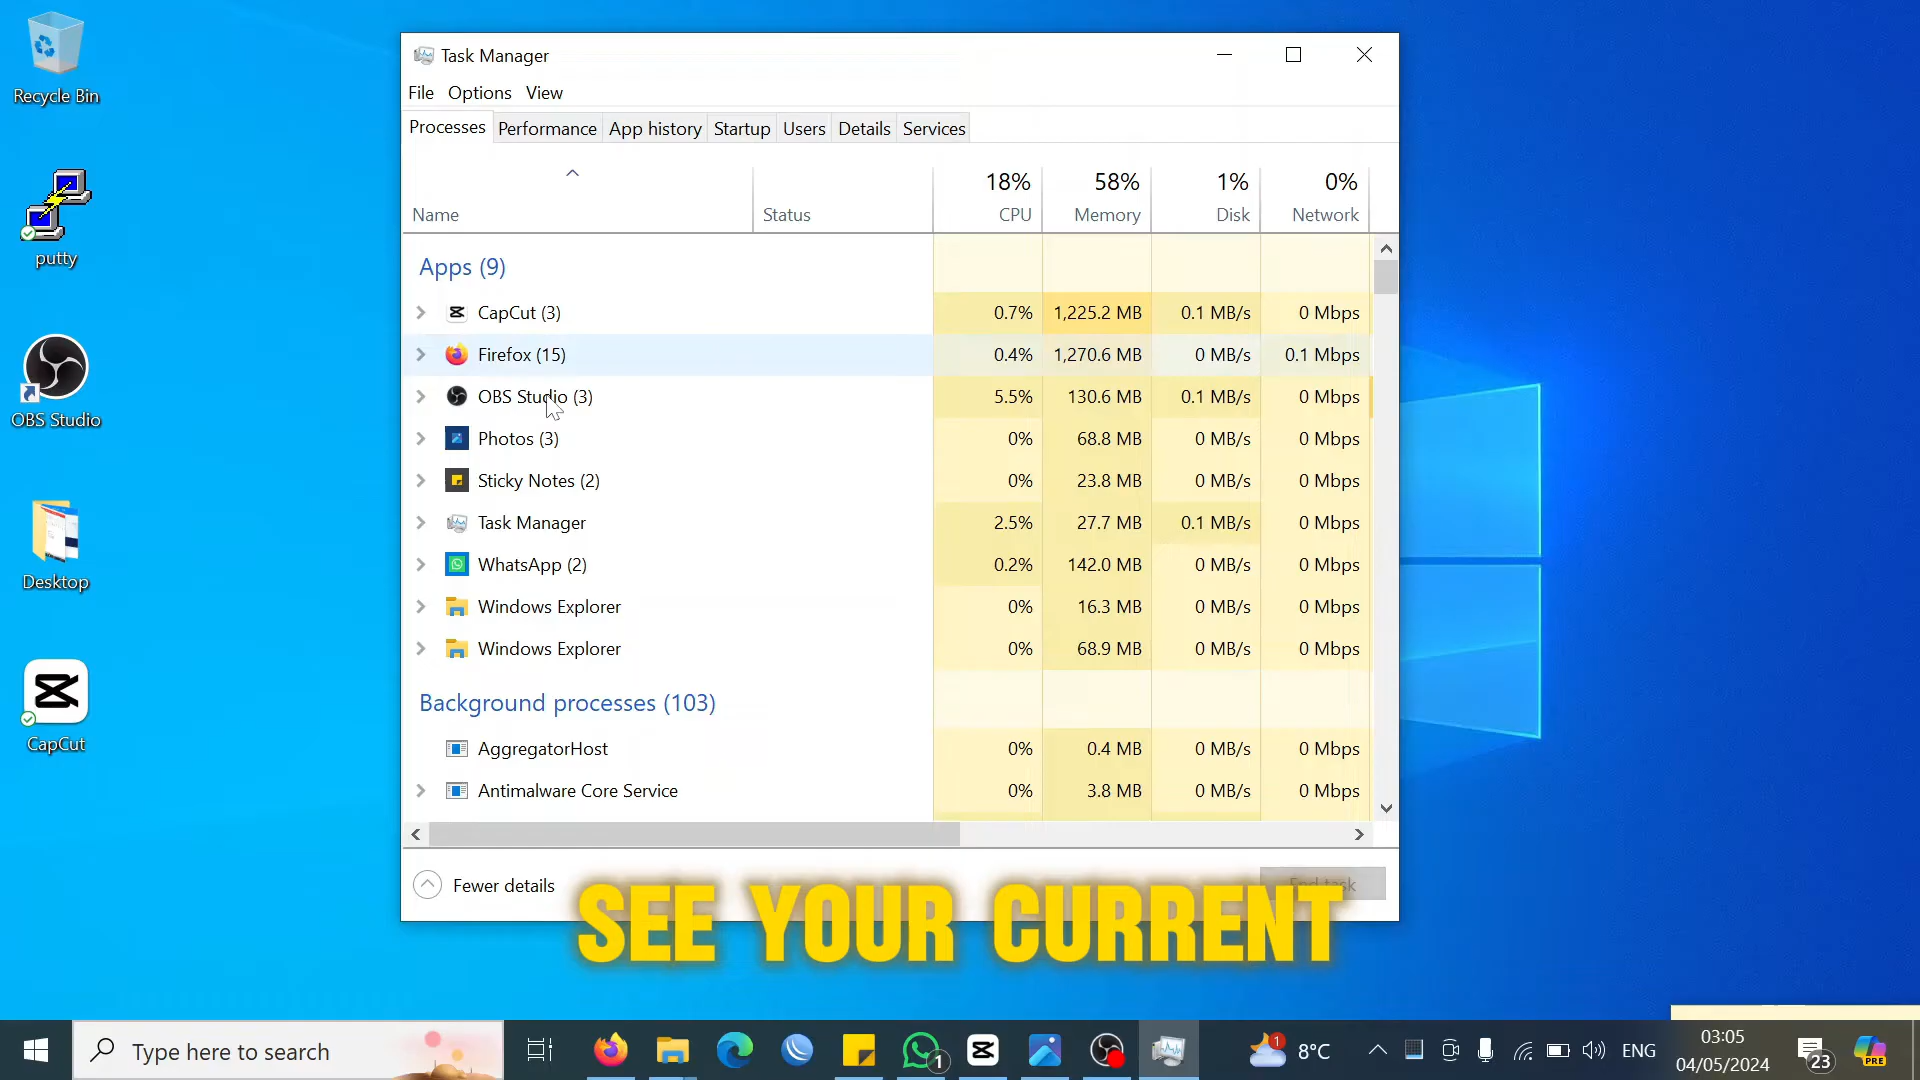 Recycle Bin
putty
OBS Studio
Desktop
CapCut
Task Manager
File Options View
Processes Performance App history Startup Users Details Services
18% 58% 1% 0%
Name Status CPU Memory Disk Network
Apps (9)
CapCut (3) 0.7% 1,225.2 MB 0.1 MB/s 0 Mbps
Firefox (15) 0.4% 1,270.6 MB 0 MB/s 0.1 Mbps
OBS Studio (3) 5.5% 130.6 MB 0.1 MB/s 0 Mbps
Photos (3) 0% 68.8 MB 0 MB/s 0 Mbps
Sticky Notes (2) 0% 23.8 MB 0 MB/s 0 Mbps
Task Manager 2.5% 27.7 MB 0.1 MB/s 0 Mbps
WhatsApp (2) 0.2% 142.0 MB 0 MB/s 0 Mbps
Windows Explorer 0% 16.3 MB 0 MB/s 0 Mbps
Windows Explorer 0% 68.9 MB 0 MB/s 0 Mbps
Background processes (103)
AggregatorHost 0% 0.4 MB 0 MB/s 0 Mbps
Antimalware Core Service 0% 3.8 MB 0 MB/s 0 Mbps
Fewer details End task
SEE YOUR CURRENT
Type here to search 1 1 8°C ENG 03:05 23 PRE
04/05/2024